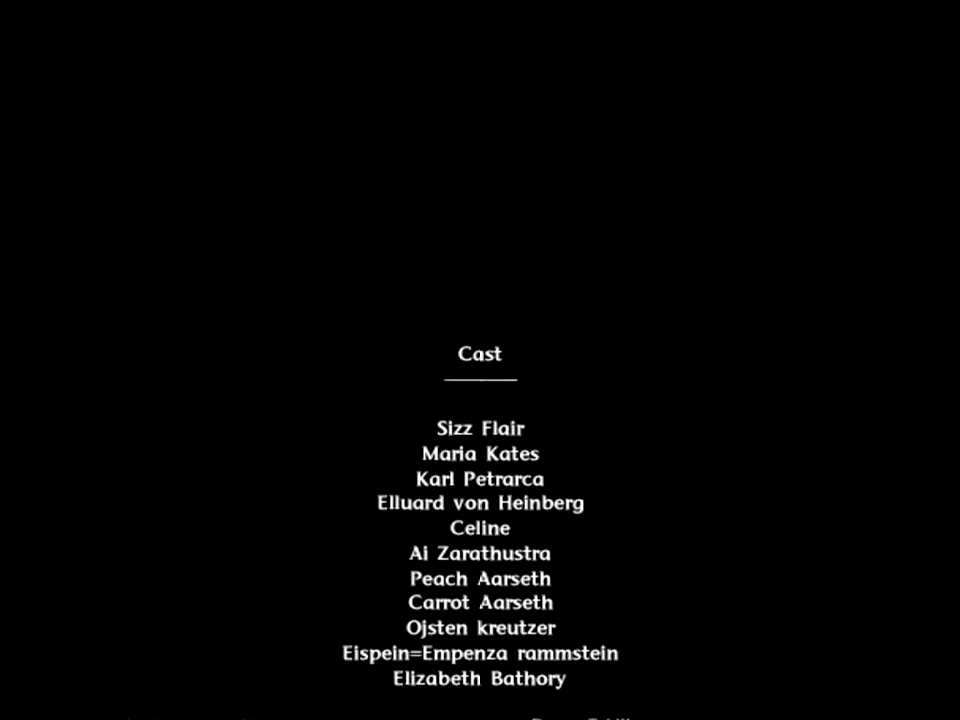 Cast
Sizz Flair
Maria Kates
Karl Petrarca
Elluard von Heinberg
Celine
Ai Zarathustra
Peach Aarseth
Carrot Aarseth
Ojsten kreutzer
Eispein=Empenza rammstein
Elizabeth Bathory